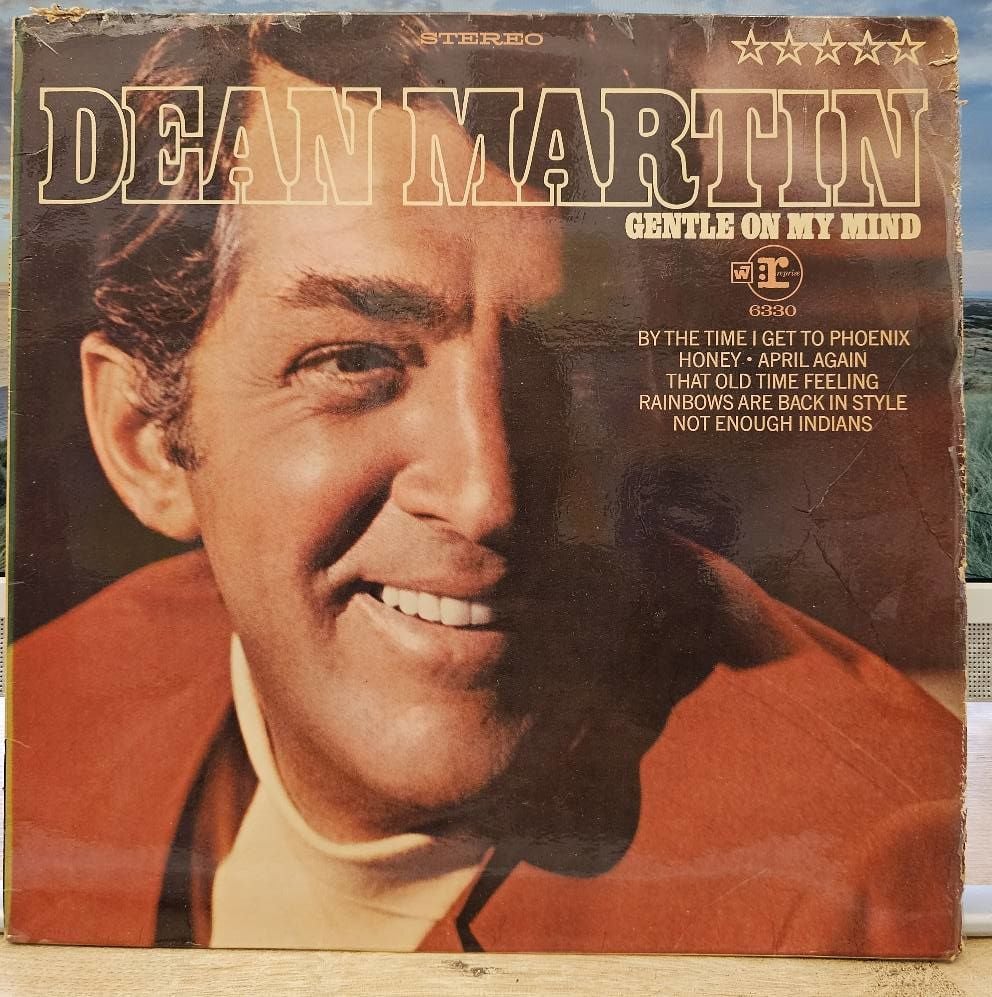 STEREO
DEAN MARTIN
GENTLE ON MY MIND
W
r
reprise
6330
BY THE TIME I GET TO PHOENIX
HONEY • APRIL AGAIN
THAT OLD TIME FEELING
RAINBOWS ARE BACK IN STYLE
NOT ENOUGH INDIANS